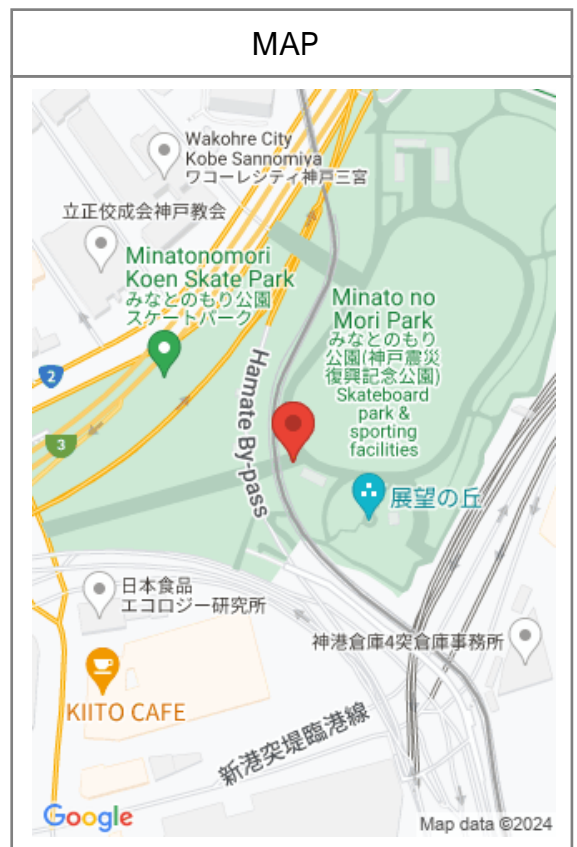 MAP
Wakohre City
Kobe Sannomiya
ワコーレシティ神戸三宮
立正佼成会神戸教会
Minatonomori
Koen Skate Park
みなとのもり公園
スケートパーク
Minato no
Mori Park
みなとのもり
公園(神戸震災
復興記念公園)
Skateboard
park &
sporting
facilities
2
3
Hamate By-pass
展望の丘
日本食品
エコロジー研究所
神港倉庫4突倉庫事務所
KIITO CAFE
新港突堤臨港線
Google
Map data ©2024